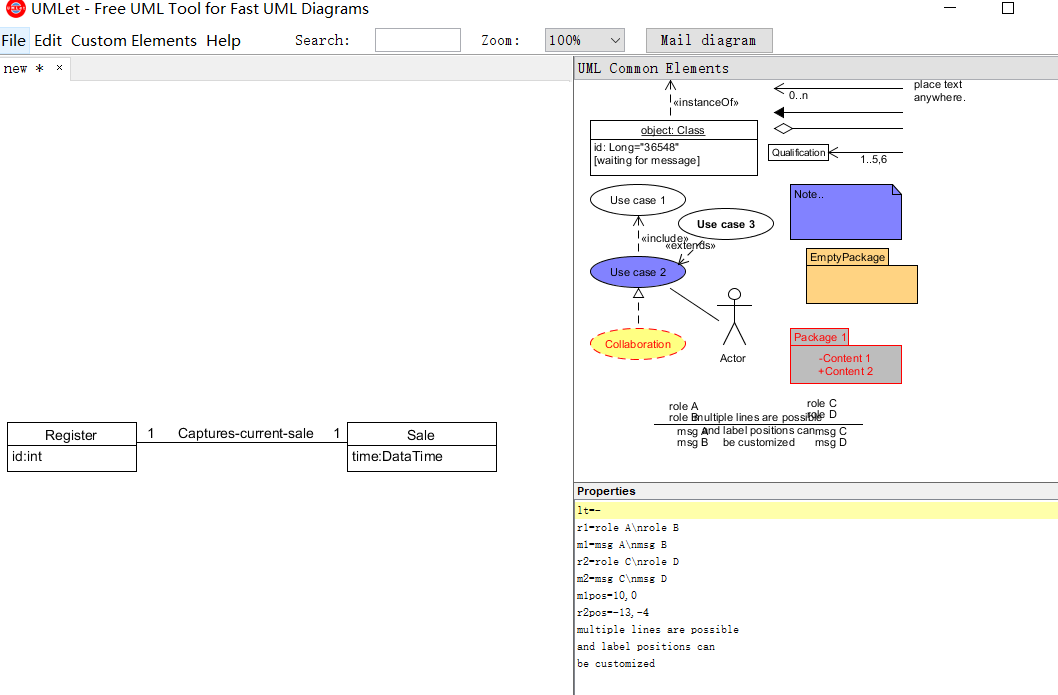 UMLet - Free UML Tool for Fast UML Diagrams
File Edit Custom Elements Help Search: Zoom: 100% Mail diagram
new * ×
UML Common Elements
«instanceOf»
0..n
place text
anywhere.
object: Class
id: Long="36548"
[waiting for message]
Qualification
1..5,6
Use case 1
Use case 3
Note..
«include»
«extends»
Use case 2
EmptyPackage
Collaboration
Actor
Package 1
-Content 1
+Content 2
role A
role B
role C
role D
multiple lines are possible
and label positions can
be customized
msg A
msg B
msg C
msg D
Register
id:int
1 Captures-current-sale 1
Sale
time:DataTime
Properties
lt=-
r1=role A\nrole B
m1=msg A\nmsg B
r2=role C\nrole D
m2=msg C\nmsg D
m1pos=10,0
r2pos=-13,-4
multiple lines are possible
and label positions can
be customized